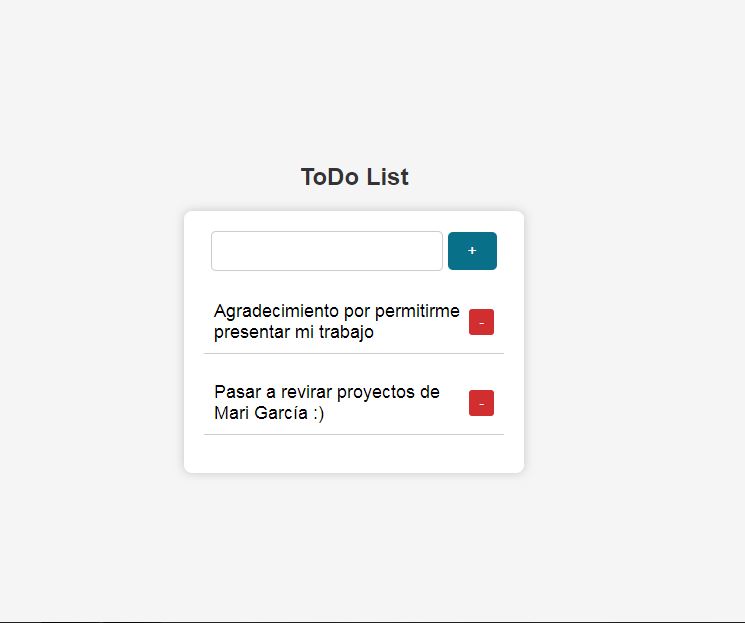 ToDo List
+
Agradecimiento por permitirme
presentar mi trabajo
-
Pasar a revirar proyectos de
Mari García :)
-